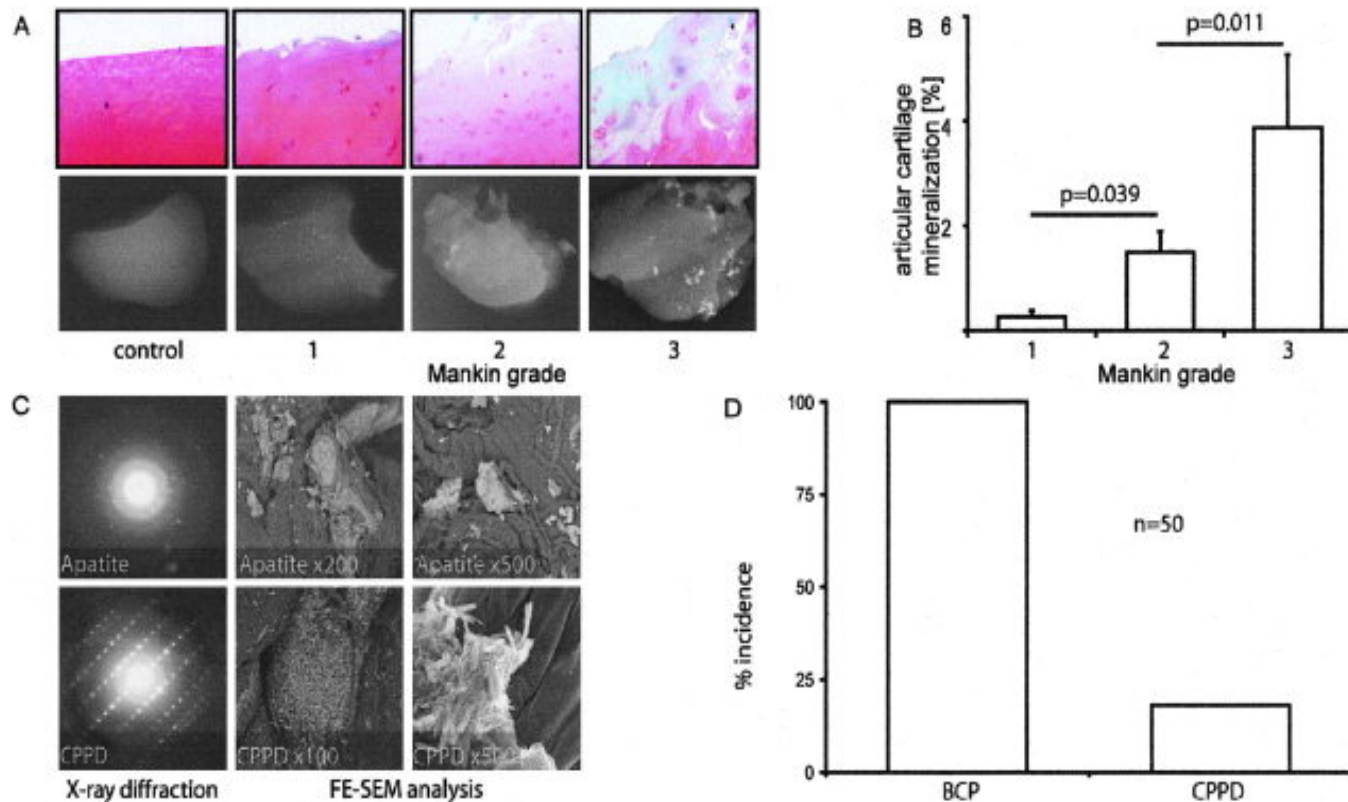 A
control
1
2
3
Mankin grade
B
articular cartilage
mineralization [%]
6
4
2
p=0.039
p=0.011
1
2
3
Mankin grade
C
Apatite
Apatite x200
Apatite x500
CPPD
CPPD x100
X-ray diffraction
FE-SEM analysis
D
% incidence
100
75
50
25
0
n=50
BCP
CPPD